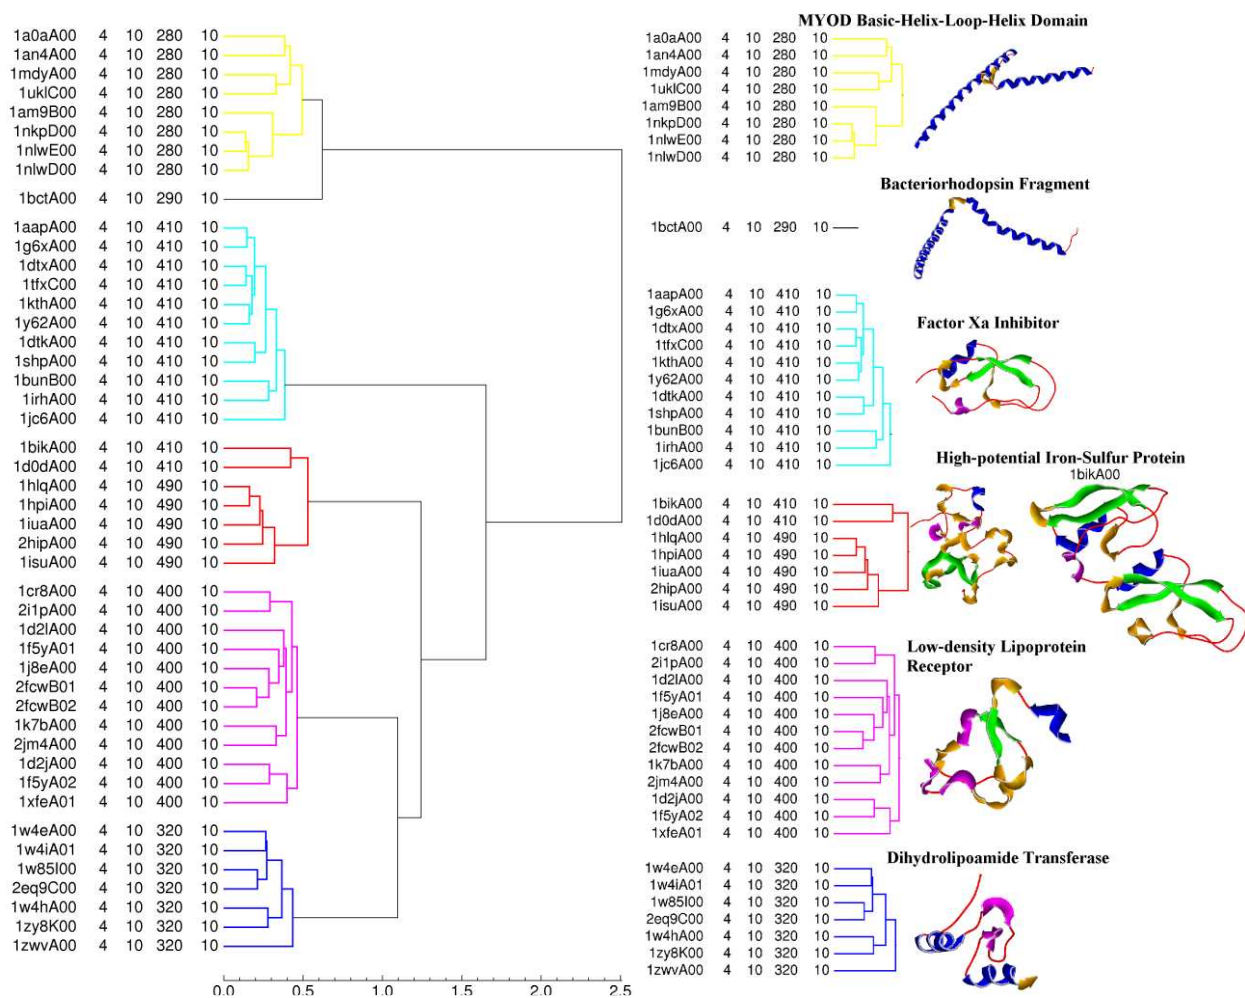 1a0aA00 4 10 280 10
1an4A00 4 10 280 10
1mdyA00 4 10 280 10
1uklC00 4 10 280 10
1am9B00 4 10 280 10
1nkpD00 4 10 280 10
1nlwE00 4 10 280 10
1nlwD00 4 10 280 10
1bctA00 4 10 290 10
1aapA00 4 10 410 10
1g6xA00 4 10 410 10
1dtxA00 4 10 410 10
1tfxC00 4 10 410 10
1kthA00 4 10 410 10
1y62A00 4 10 410 10
1dtkA00 4 10 410 10
1shpA00 4 10 410 10
1bunB00 4 10 410 10
1irhA00 4 10 410 10
1jc6A00 4 10 410 10
1bikA00 4 10 410 10
1d0dA00 4 10 410 10
1hlqA00 4 10 490 10
1hpiA00 4 10 490 10
1iuaA00 4 10 490 10
2hipA00 4 10 490 10
1isuA00 4 10 490 10
1cr8A00 4 10 400 10
2i1pA00 4 10 400 10
1d2lA00 4 10 400 10
1f5yA01 4 10 400 10
1j8eA00 4 10 400 10
2fcwB01 4 10 400 10
2fcwB02 4 10 400 10
1k7bA00 4 10 400 10
2jm4A00 4 10 400 10
1d2jA00 4 10 400 10
1f5yA02 4 10 400 10
1xfeA01 4 10 400 10
1w4eA00 4 10 320 10
1w4iA01 4 10 320 10
1w85I00 4 10 320 10
2eq9C00 4 10 320 10
1w4hA00 4 10 320 10
1zy8K00 4 10 320 10
1zwvA00 4 10 320 10
0.0 0.5 1.0 1.5 2.0 2.5
MYOD Basic-Helix-Loop-Helix Domain
1a0aA00 4 10 280 10
1an4A00 4 10 280 10
1mdyA00 4 10 280 10
1uklC00 4 10 280 10
1am9B00 4 10 280 10
1nkpD00 4 10 280 10
1nlwE00 4 10 280 10
1nlwD00 4 10 280 10
Bacteriorhodopsin Fragment
1bctA00 4 10 290 10
1aapA00 4 10 410 10
1g6xA00 4 10 410 10
1dtxA00 4 10 410 10
1tfxC00 4 10 410 10
1kthA00 4 10 410 10
1y62A00 4 10 410 10
1dtkA00 4 10 410 10
1shpA00 4 10 410 10
1bunB00 4 10 410 10
1irhA00 4 10 410 10
1jc6A00 4 10 410 10
Factor Xa Inhibitor
High-potential Iron-Sulfur Protein
1bikA00
1bikA00 4 10 410 10
1d0dA00 4 10 410 10
1hlqA00 4 10 490 10
1hpiA00 4 10 490 10
1iuaA00 4 10 490 10
2hipA00 4 10 490 10
1isuA00 4 10 490 10
Low-density Lipoprotein
Receptor
1cr8A00 4 10 400 10
2i1pA00 4 10 400 10
1d2lA00 4 10 400 10
1f5yA01 4 10 400 10
1j8eA00 4 10 400 10
2fcwB01 4 10 400 10
2fcwB02 4 10 400 10
1k7bA00 4 10 400 10
2jm4A00 4 10 400 10
1d2jA00 4 10 400 10
1f5yA02 4 10 400 10
1xfeA01 4 10 400 10
Dihydrolipoamide Transferase
1w4eA00 4 10 320 10
1w4iA01 4 10 320 10
1w85I00 4 10 320 10
2eq9C00 4 10 320 10
1w4hA00 4 10 320 10
1zy8K00 4 10 320 10
1zwvA00 4 10 320 10